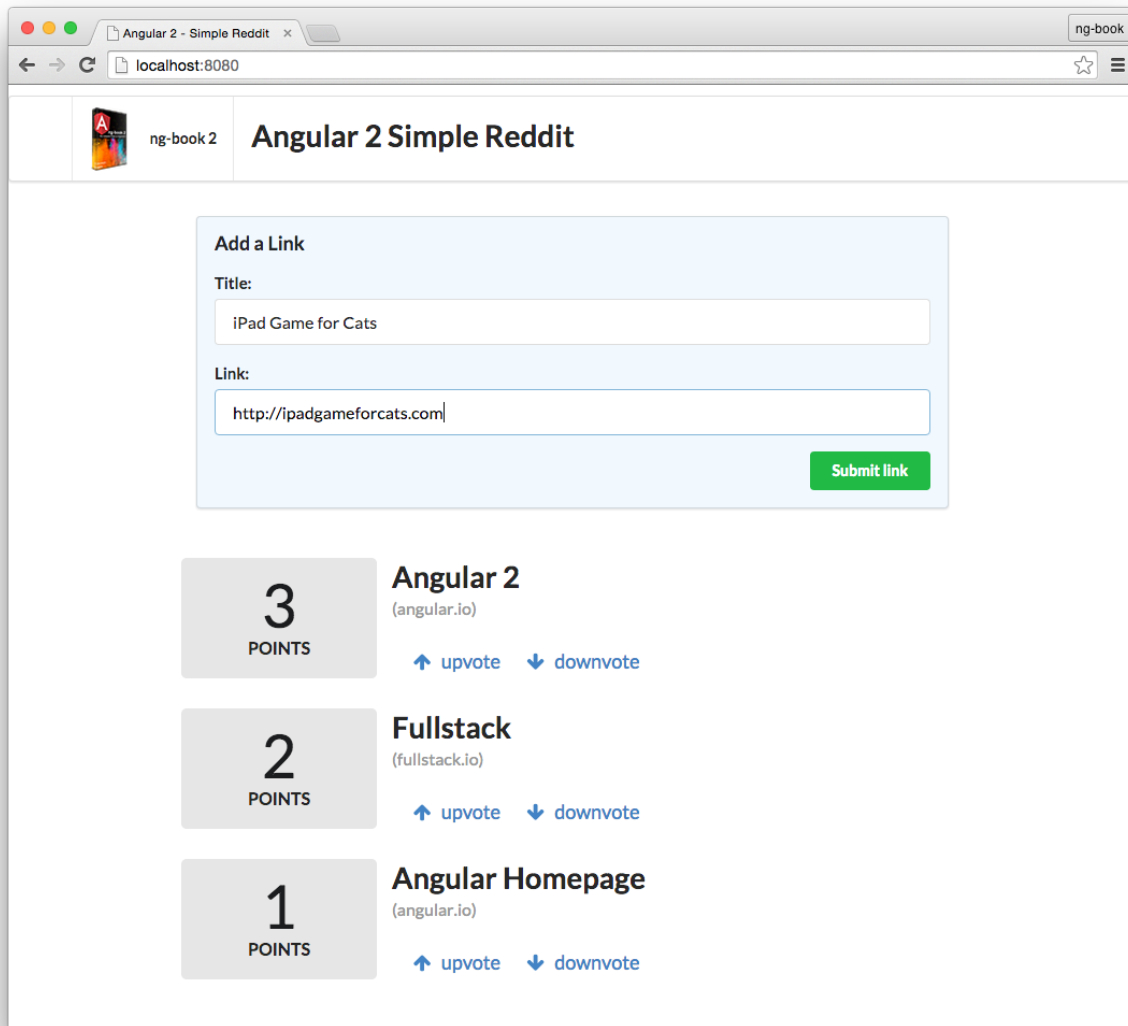 Angular 2 - Simple Reddit
ng-book
localhost:8080
ng-book 2
Angular 2 Simple Reddit
Add a Link
Title:
iPad Game for Cats
Link:
http://ipadgameforcats.com
Submit link
3
POINTS
Angular 2
(angular.io)
upvote downvote
2
POINTS
Fullstack
(fullstack.io)
upvote downvote
1
POINTS
Angular Homepage
(angular.io)
upvote downvote